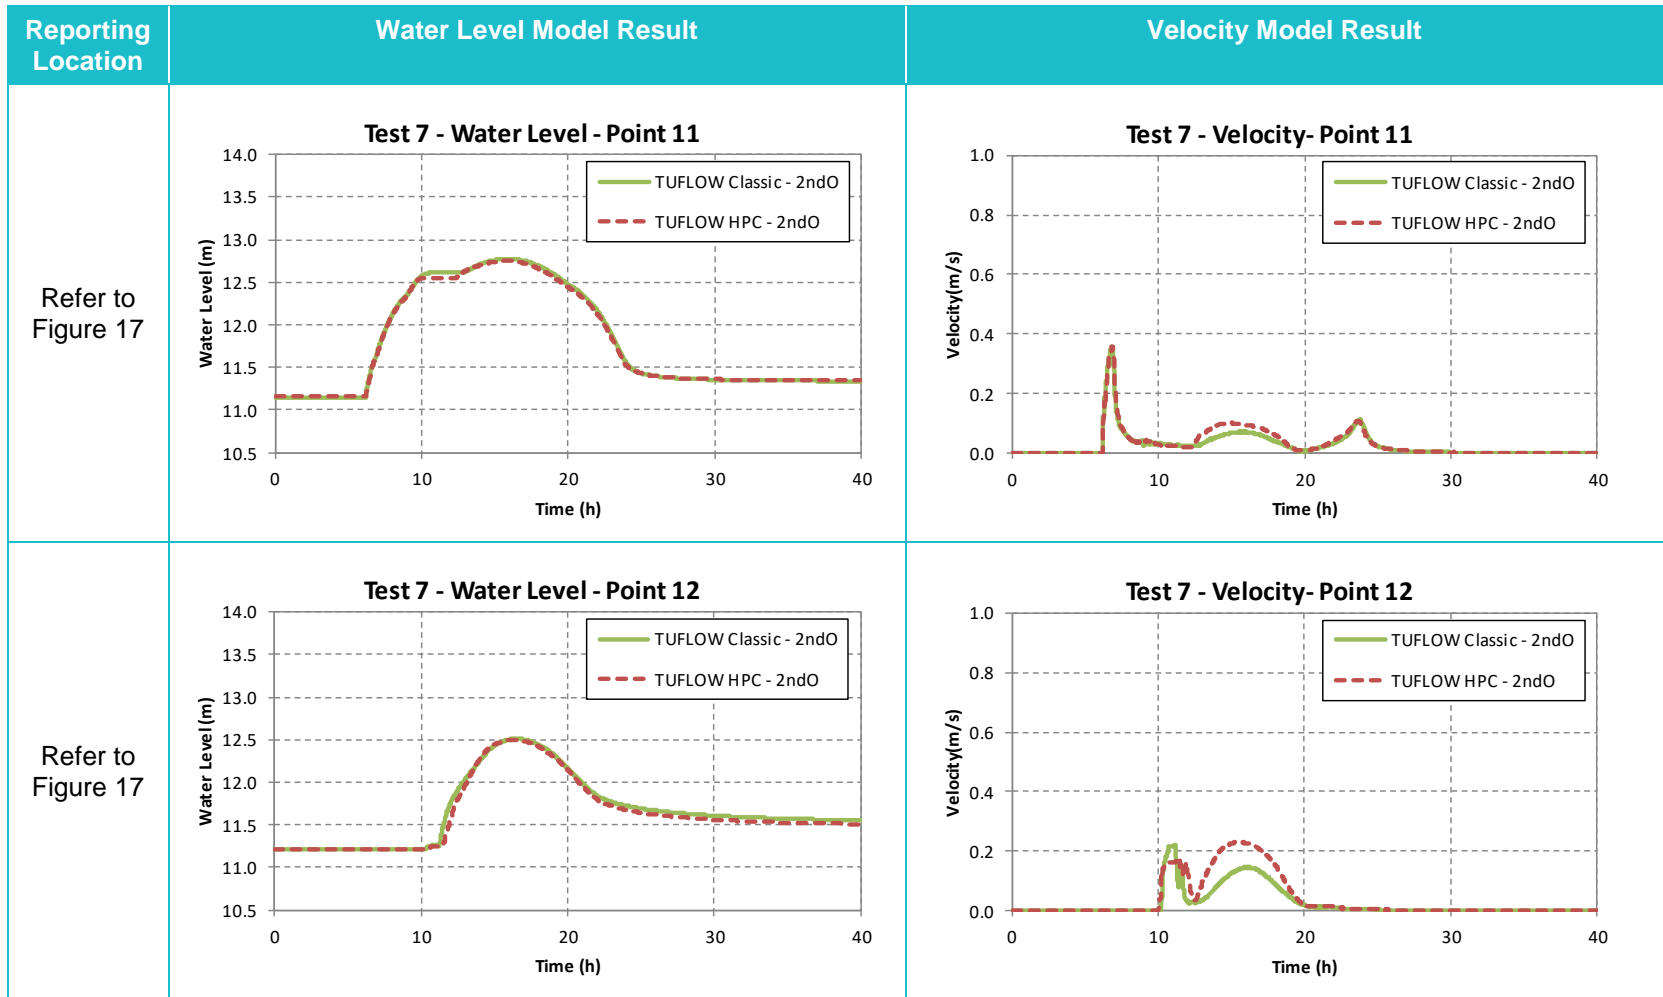 Reporting Location
Water Level Model Result
Velocity Model Result
Refer to Figure 17
Test 7 - Water Level - Point 11
14.0
13.5
13.0
12.5
12.0
11.5
11.0
10.5
Water Level (m)
TUFLOW Classic - 2ndO
TUFLOW HPC - 2ndO
0 10 20 30 40
Time (h)
Test 7 - Velocity- Point 11
1.0
0.8
0.6
0.4
0.2
0.0
Velocity(m/s)
TUFLOW Classic - 2ndO
TUFLOW HPC - 2ndO
0 10 20 30 40
Time (h)
Refer to Figure 17
Test 7 - Water Level - Point 12
14.0
13.5
13.0
12.5
12.0
11.5
11.0
10.5
Water Level (m)
TUFLOW Classic - 2ndO
TUFLOW HPC - 2ndO
0 10 20 30 40
Time (h)
Test 7 - Velocity- Point 12
1.0
0.8
0.6
0.4
0.2
0.0
Velocity(m/s)
TUFLOW Classic - 2ndO
TUFLOW HPC - 2ndO
0 10 20 30 40
Time (h)